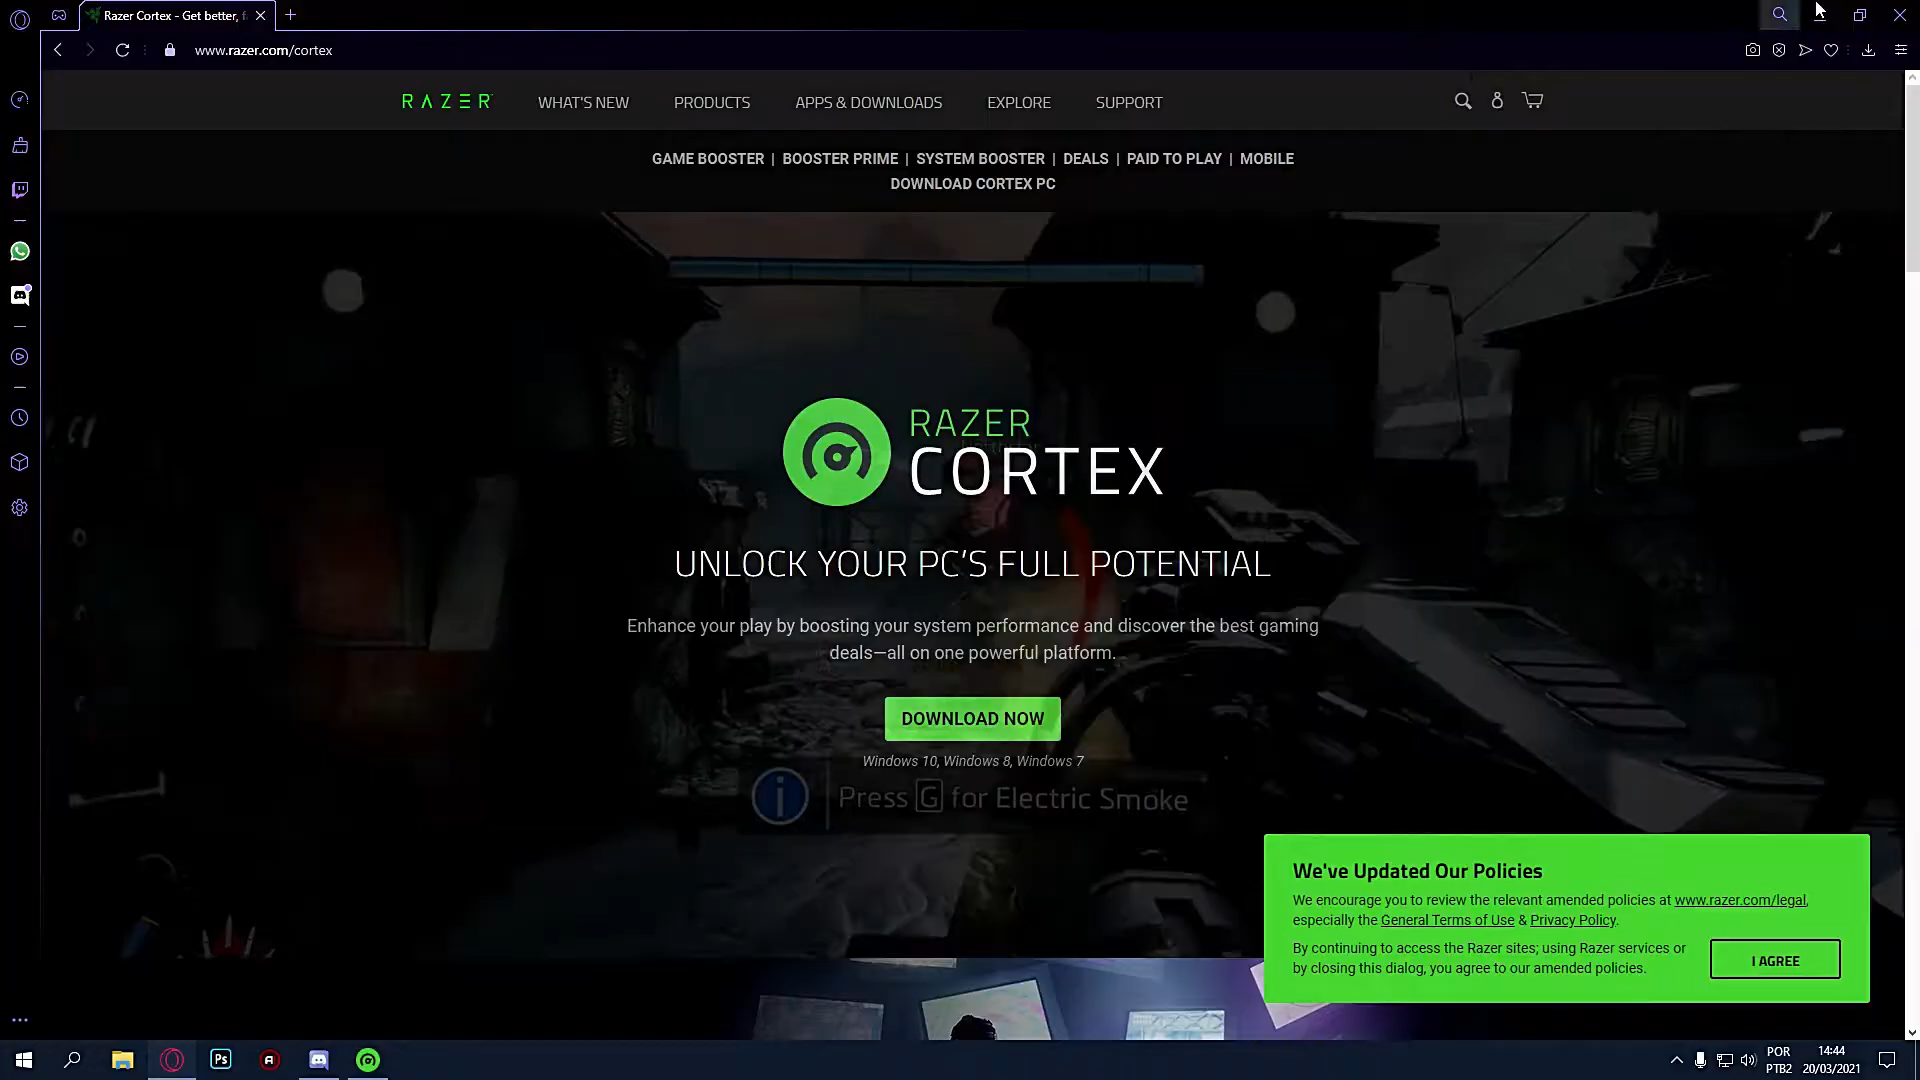 Razer Cortex - Get better, f
www.razer.com/cortex
RAZER
WHAT'S NEW
PRODUCTS
APPS & DOWNLOADS
EXPLORE
SUPPORT
GAME BOOSTER | BOOSTER PRIME | SYSTEM BOOSTER | DEALS | PAID TO PLAY | MOBILE
DOWNLOAD CORTEX PC
RAZER
CORTEX
UNLOCK YOUR PC'S FULL POTENTIAL
Enhance your play by boosting your system performance and discover the best gaming
deals—all on one powerful platform.
DOWNLOAD NOW
Windows 10, Windows 8, Windows 7
Press G for Electric Smoke
We've Updated Our Policies
We encourage you to review the relevant amended policies at www.razer.com/legal,
especially the General Terms of Use & Privacy Policy.
By continuing to access the Razer sites; using Razer services or
by closing this dialog, you agree to our amended policies.
I AGREE
Ps
POR
PTB2
14:44
20/03/2021